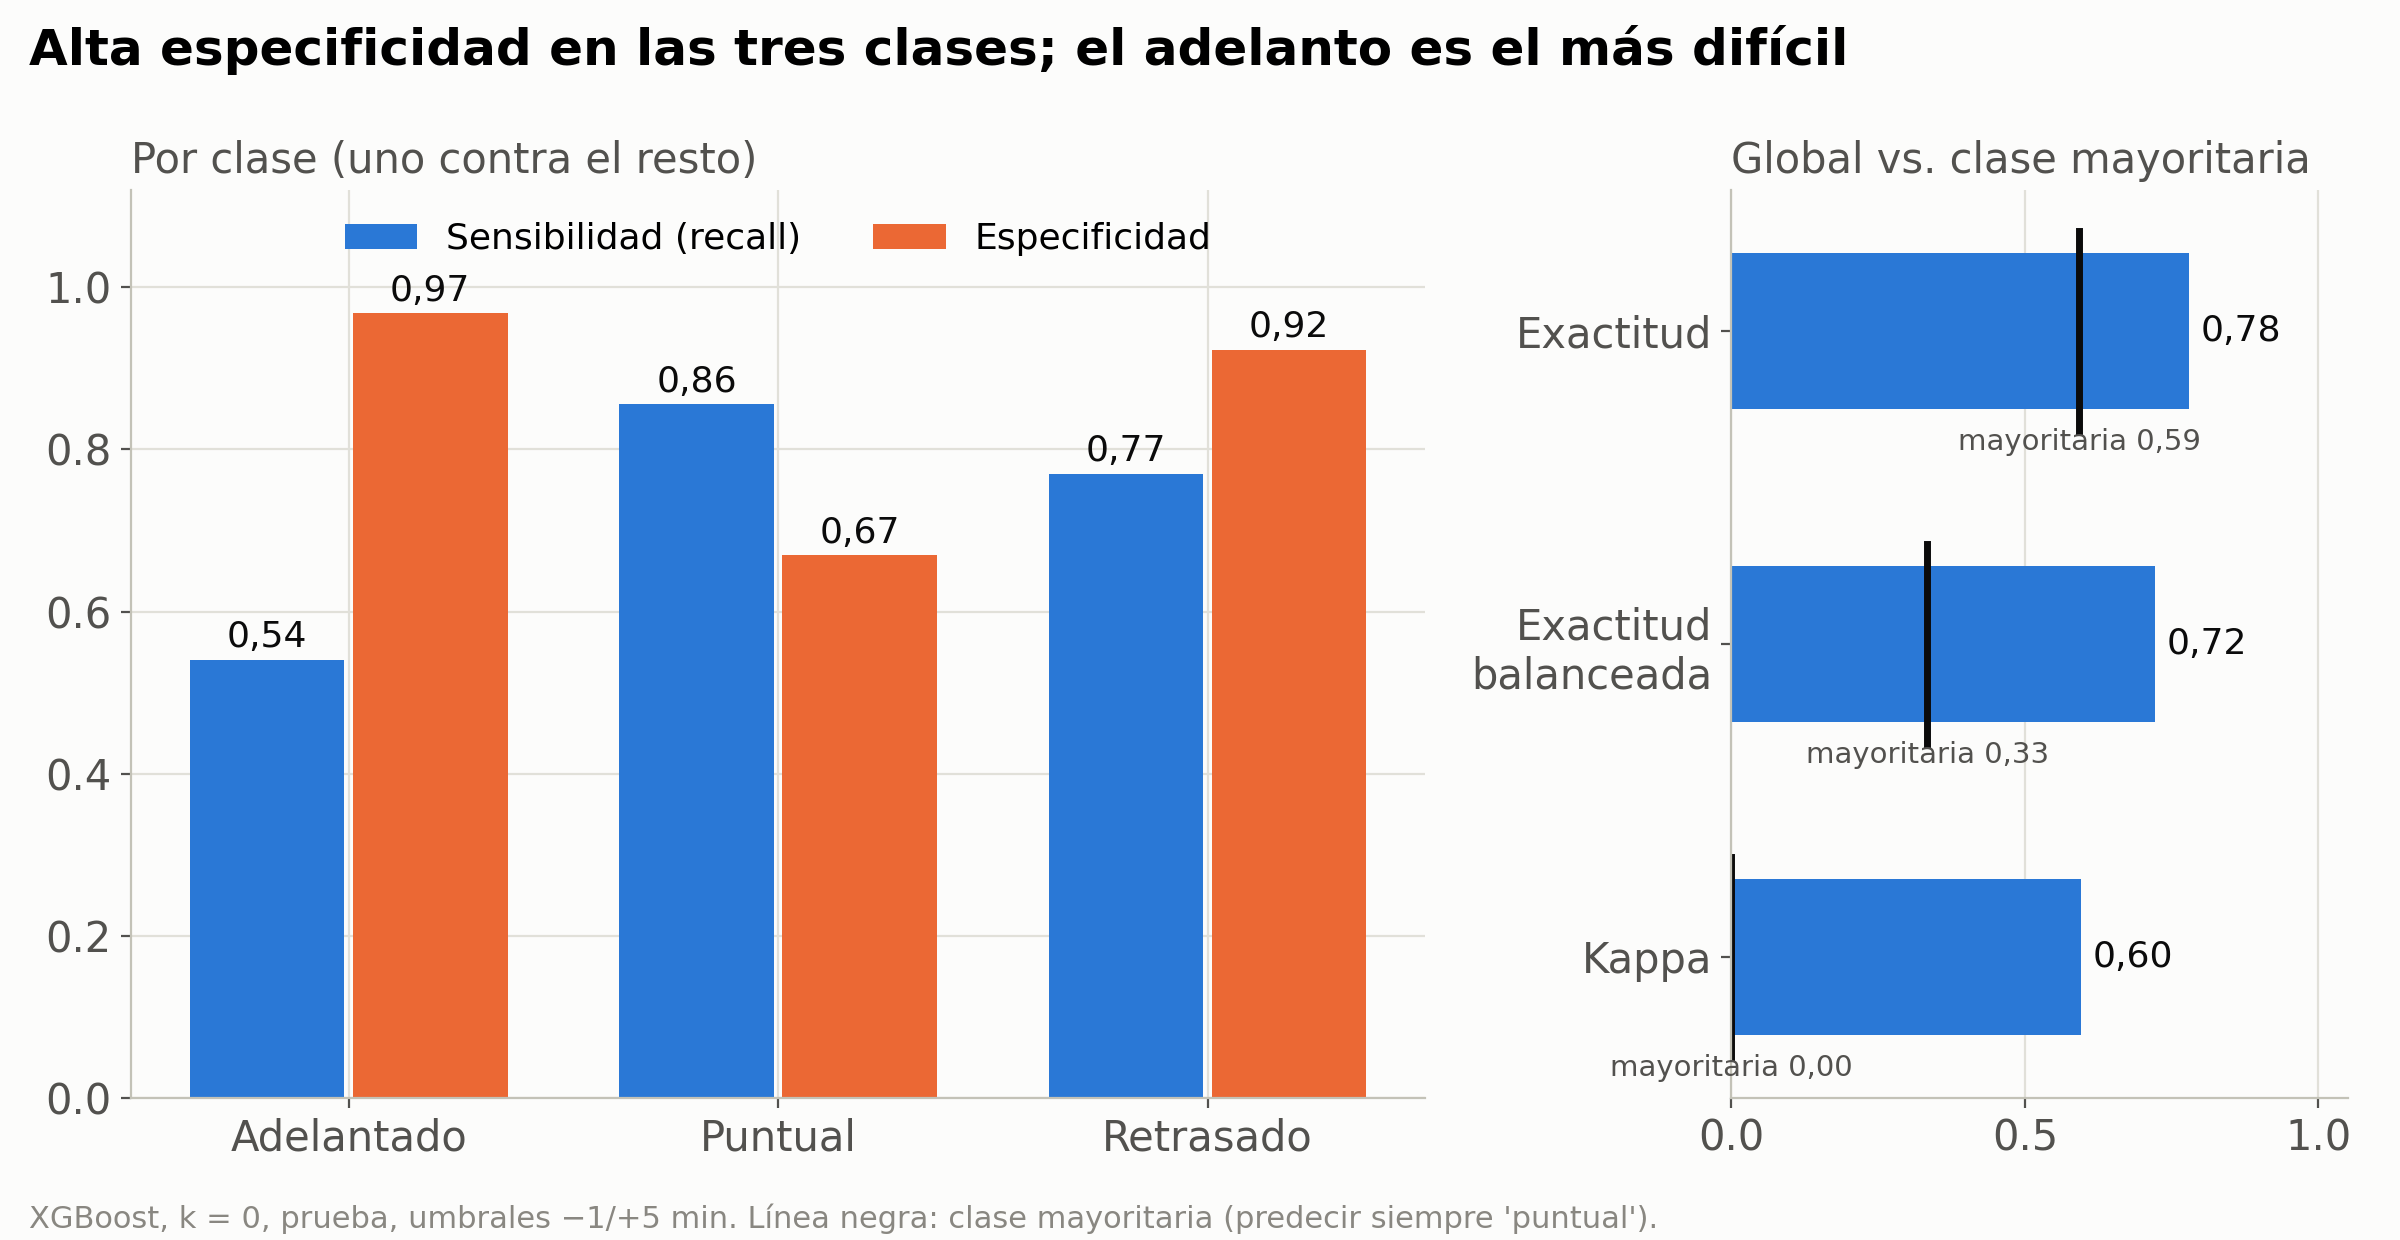 Alta especificidad en las tres clases; el adelanto es el más difícil
Por clase (uno contra el resto)
Sensibilidad (recall)
Especificidad
1.0
0.8
0.6
0.4
0.2
0.0
0,54
0,97
0,86
0,67
0,77
0,92
Adelantado
Puntual
Retrasado
Global vs. clase mayoritaria
Exactitud
0,78
mayoritaria 0,59
Exactitud
balanceada
0,72
mayoritaria 0,33
Kappa
0,60
mayoritaria 0,00
0.0
0.5
1.0
XGBoost, k = 0, prueba, umbrales −1/+5 min. Línea negra: clase mayoritaria (predecir siempre 'puntual').